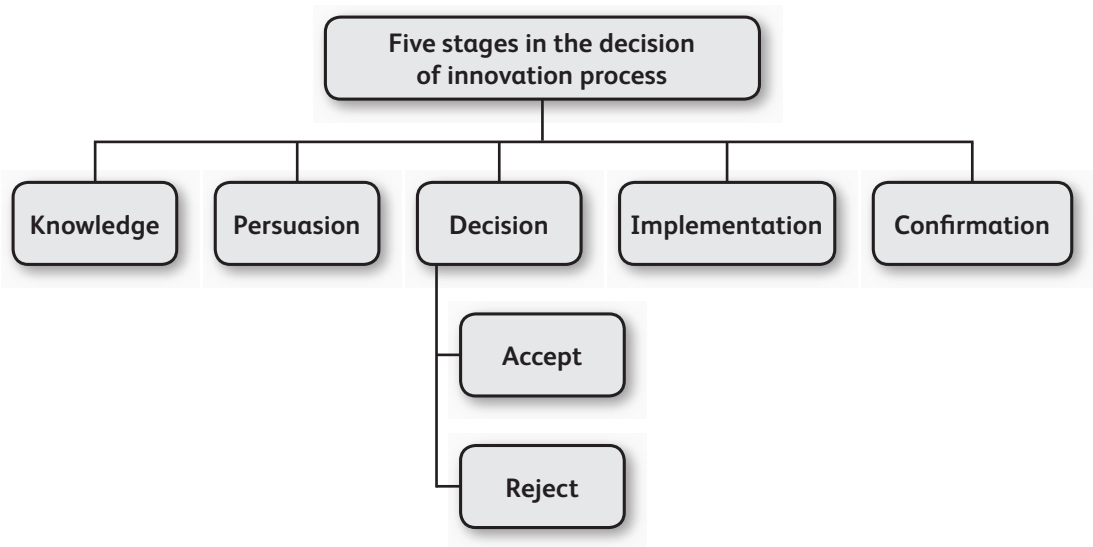 Five stages in the decision
of innovation process
Knowledge
Persuasion
Decision
Implementation
Confirmation
Accept
Reject